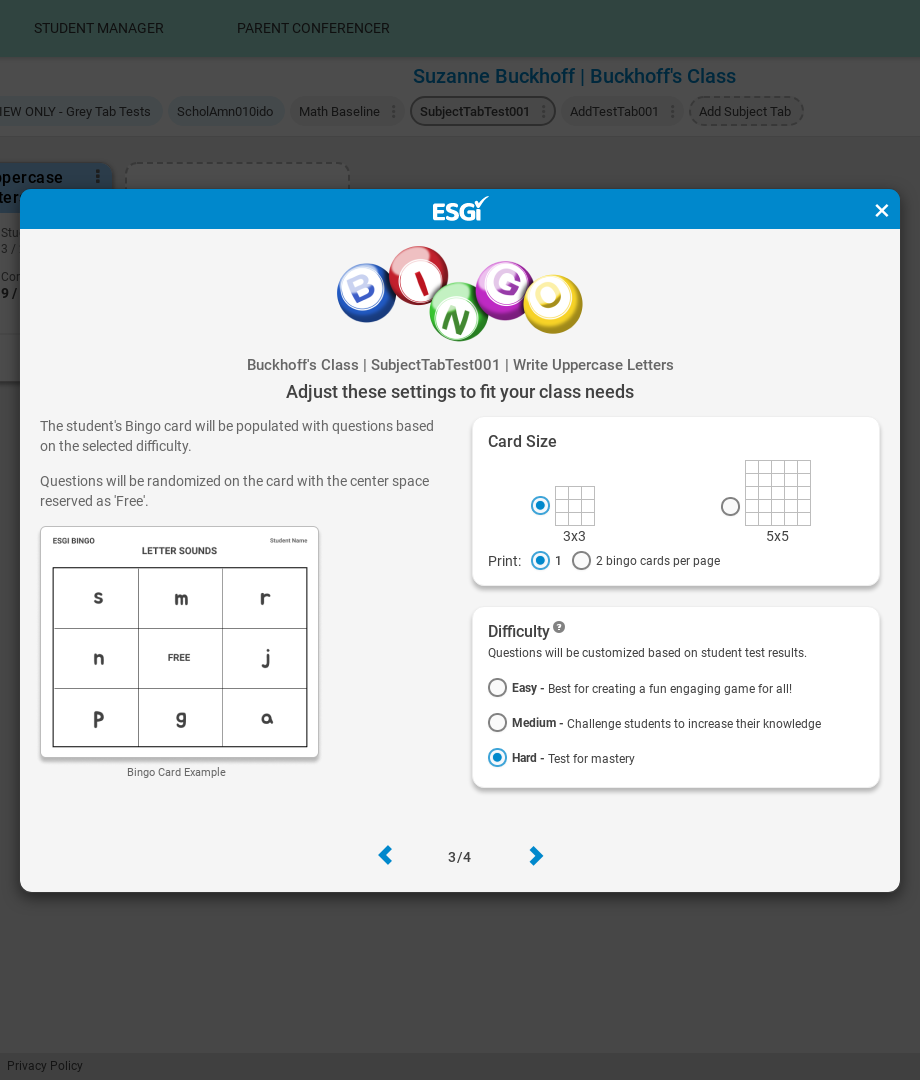 STUDENT MANAGER PARENT CONFERENCER
Suzanne Buckhoff | Buckhoff's Class
IEW ONLY - Grey Tab Tests ScholAmn010ido Math Baseline SubjectTabTest001 AddTestTab001 Add Subject Tab
ppercase
tter
Stu
3 /
Cor
9 /
ESGI
BINGO
Buckhoff's Class | SubjectTabTest001 | Write Uppercase Letters
Adjust these settings to fit your class needs
The student's Bingo card will be populated with questions based
on the selected difficulty.
Questions will be randomized on the card with the center space
reserved as 'Free'.
ESGI BINGO Student Name
LETTER SOUNDS
s m r
n FREE j
p g a
Bingo Card Example
Card Size
3x3 5x5
Print: 1 2 bingo cards per page
Difficulty ?
Questions will be customized based on student test results.
Easy - Best for creating a fun engaging game for all!
Medium - Challenge students to increase their knowledge
Hard - Test for mastery
3/4
Privacy Policy